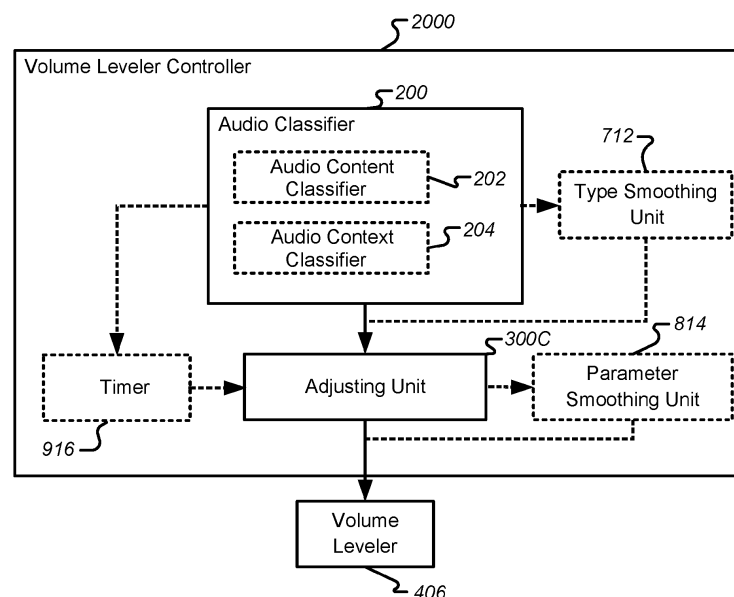 2000
Volume Leveler Controller
200
Audio Classifier
Audio Content
Classifier
202
Audio Context
Classifier
204
712
Type Smoothing
Unit
Timer
916
300C
Adjusting Unit
814
Parameter
Smoothing Unit
Volume
Leveler
406